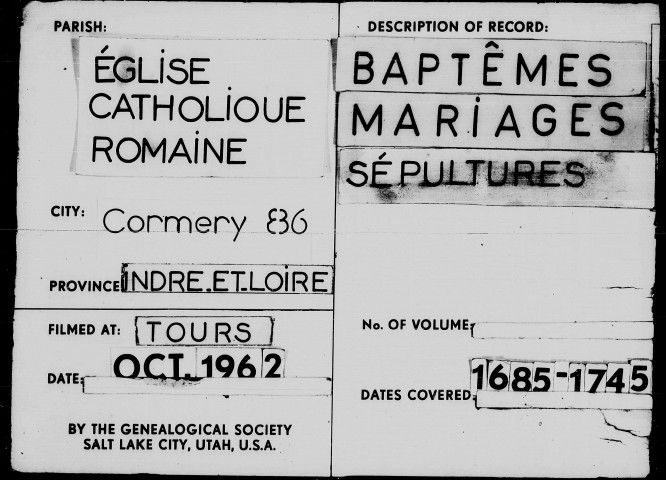 PARISH:
ÉGLISE
CATHOLIQUE
ROMAINE
CITY: Cormery 836
PROVINCE INDRE.ET.LOIRE
FILMED AT: TOURS
DATE: OCT. 1962
BY THE GENEALOGICAL SOCIETY
SALT LAKE CITY, UTAH, U.S.A.
DESCRIPTION OF RECORD:
BAPTÊMES
MARIAGES
SÉPULTURES
No. OF VOLUME:
DATES COVERED: 1685-1745